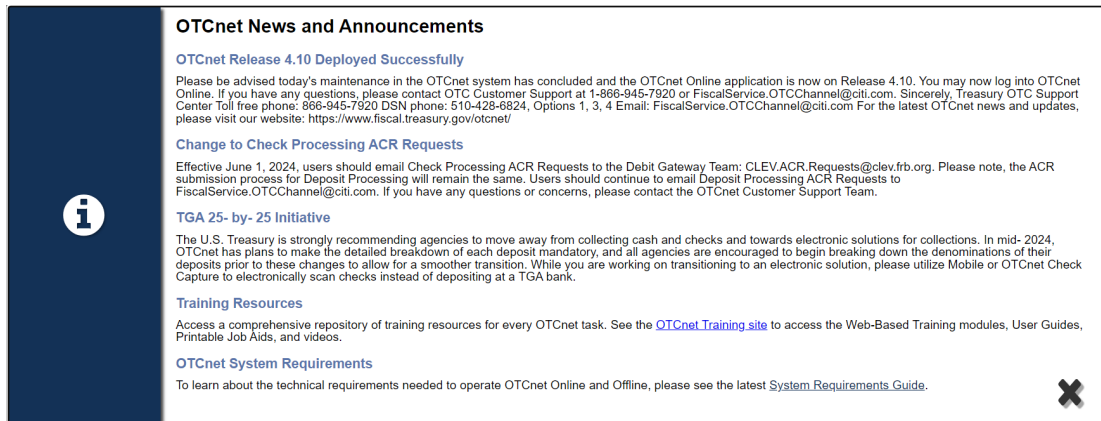 OTCnet News and Announcements
OTCnet Release 4.10 Deployed Successfully
Please be advised today's maintenance in the OTCnet system has concluded and the OTCnet Online application is now on Release 4.10. You may now log into OTCnet
Online. If you have any questions, please contact OTC Customer Support at 1-866-945-7920 or FiscalService.OTCChannel@citi.com. Sincerely, Treasury OTC Support
Center Toll free phone: 866-945-7920 DSN phone: 510-428-6824, Options 1, 3, 4 Email: FiscalService.OTCChannel@citi.com For the latest OTCnet news and updates,
please visit our website: https://www.fiscal.treasury.gov/otcnet/
Change to Check Processing ACR Requests
Effective June 1, 2024, users should email Check Processing ACR Requests to the Debit Gateway Team: CLEV.ACR.Requests@clev.frb.org. Please note, the ACR
submission process for Deposit Processing will remain the same. Users should continue to email Deposit Processing ACR Requests to
FiscalService.OTCChannel@citi.com. If you have any questions or concerns, please contact the OTCnet Customer Support Team.
TGA 25- by- 25 Initiative
The U.S. Treasury is strongly recommending agencies to move away from collecting cash and checks and towards electronic solutions for collections. In mid- 2024,
OTCnet has plans to make the detailed breakdown of each deposit mandatory, and all agencies are encouraged to begin breaking down the denominations of their
deposits prior to these changes to allow for a smoother transition. While you are working on transitioning to an electronic solution, please utilize Mobile or OTCnet Check
Capture to electronically scan checks instead of depositing at a TGA bank.
Training Resources
Access a comprehensive repository of training resources for every OTCnet task. See the OTCnet Training site to access the Web-Based Training modules, User Guides,
Printable Job Aids, and videos.
OTCnet System Requirements
To learn about the technical requirements needed to operate OTCnet Online and Offline, please see the latest System Requirements Guide.